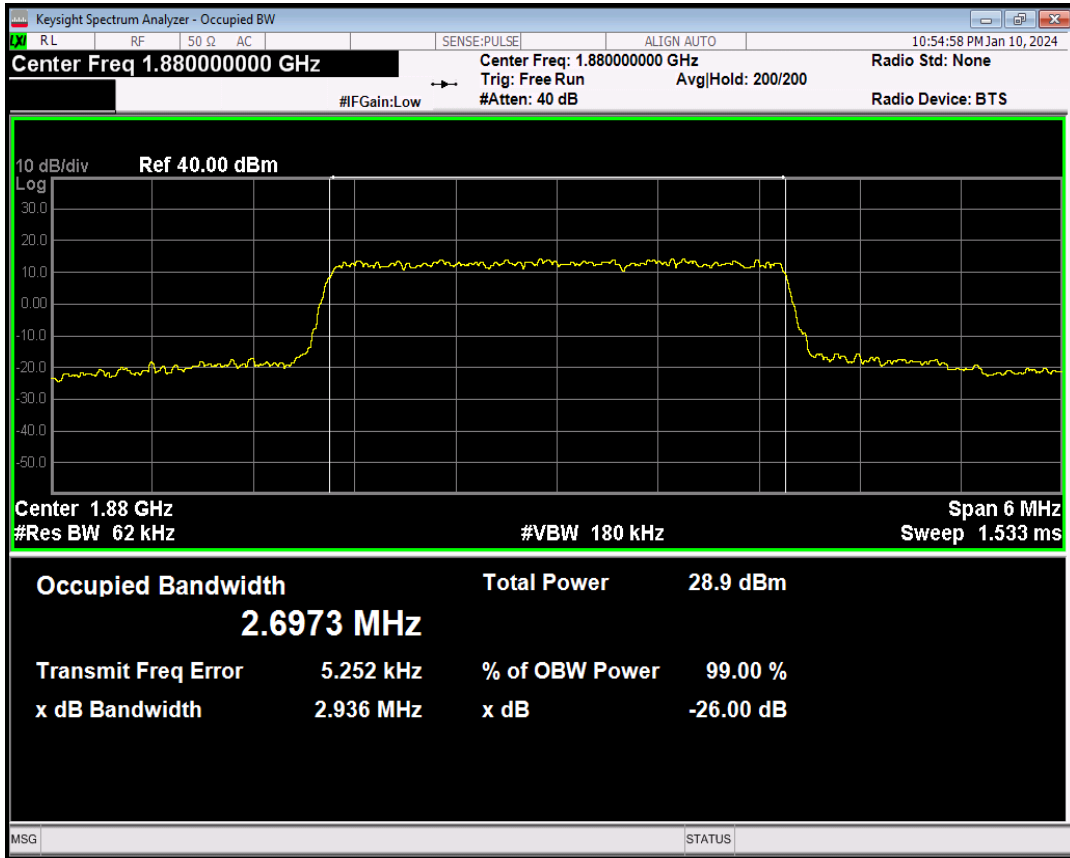 Keysight Spectrum Analyzer - Occupied BW
LXI RL RF 50 Ω AC SENSE:PULSE ALIGN AUTO 10:54:58 PM Jan 10, 2024
Center Freq 1.880000000 GHz Center Freq: 1.880000000 GHz Radio Std: None
Trig: Free Run Avg|Hold: 200/200
#IFGain:Low #Atten: 40 dB Radio Device: BTS
10 dB/div Ref 40.00 dBm
Log
30.0
20.0
10.0
0.00
-10.0
-20.0
-30.0
-40.0
-50.0
Center 1.88 GHz Span 6 MHz
#Res BW 62 kHz #VBW 180 kHz Sweep 1.533 ms
Occupied Bandwidth Total Power 28.9 dBm
2.6973 MHz
Transmit Freq Error 5.252 kHz % of OBW Power 99.00 %
x dB Bandwidth 2.936 MHz x dB -26.00 dB
MSG STATUS